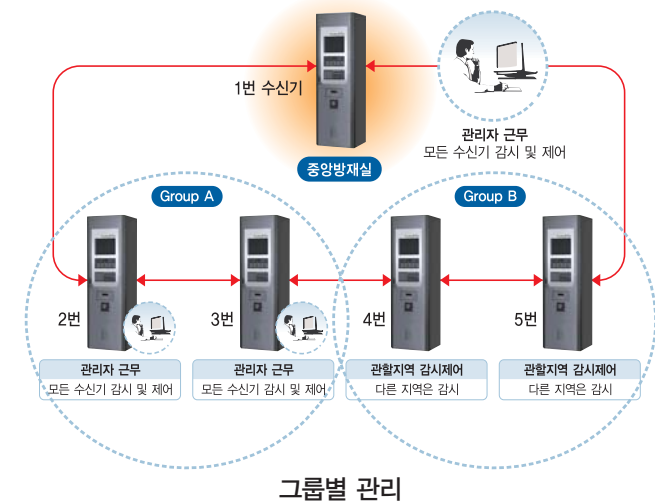 1번 수신기
관리자 근무
모든 수신기 감시 및 제어
중앙방재실
Group A
Group B
2번
3번
4번
5번
관리자 근무
모든 수신기 감시 및 제어
관리자 근무
모든 수신기 감시 및 제어
관할지역 감시제어
다른 지역은 감시
관할지역 감시제어
다른 지역은 감시
그룹별 관리